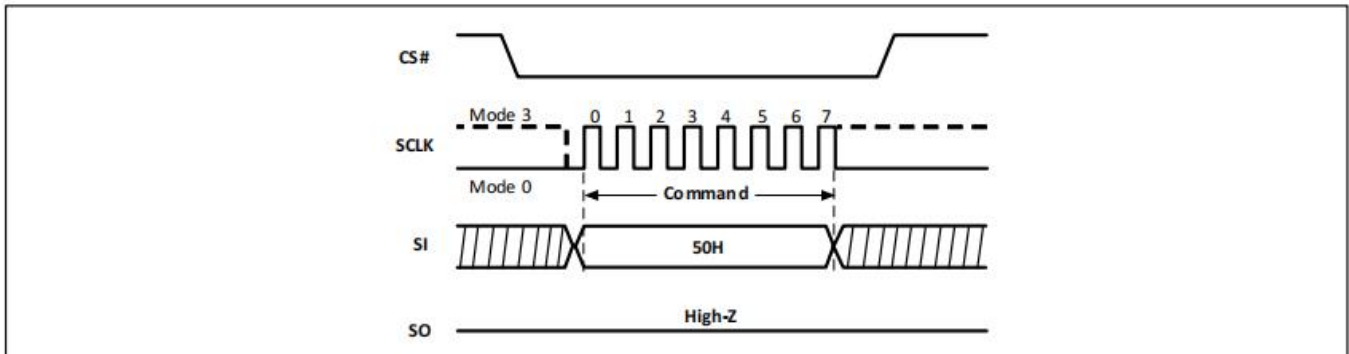 CS#
Mode 3
0 1 2 3 4 5 6 7
SCLK
Mode 0
Command
SI
50H
High-Z
SO